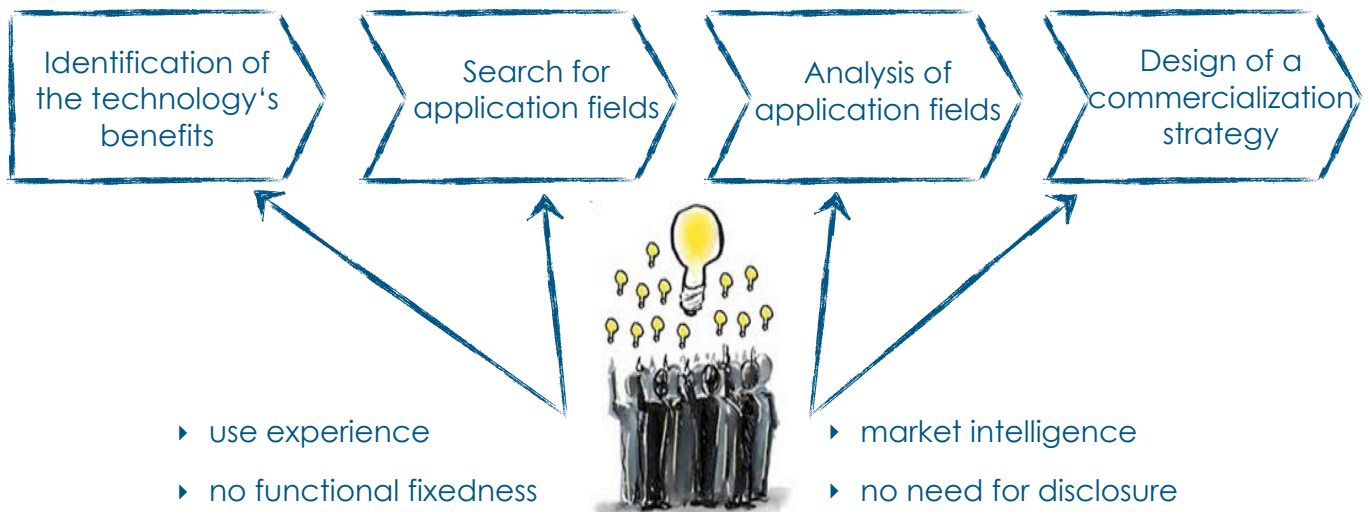 Identification of
the technology‘s
benefits
Search for
application fields
Analysis of
application fields
Design of a
commercialization
strategy
‣ use experience
‣ no functional fixedness
‣ market intelligence
‣ no need for disclosure